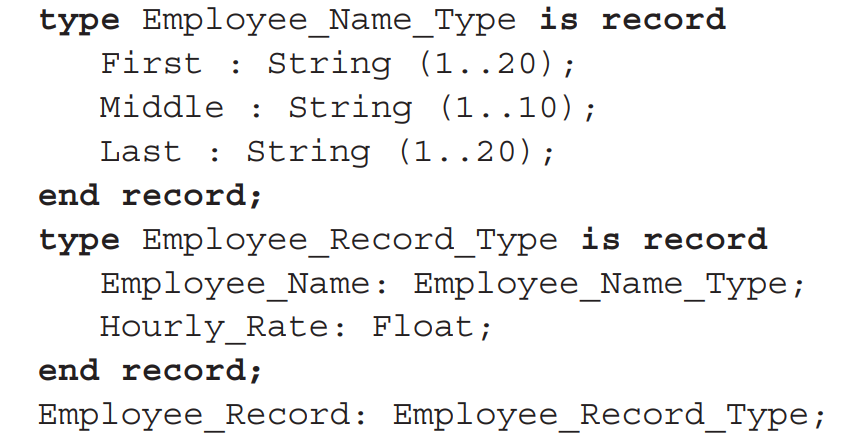 type Employee_Name_Type is record
First : String (1..20);
Middle : String (1..10);
Last : String (1..20);
end record;
type Employee_Record_Type is record
Employee_Name: Employee_Name_Type;
Hourly_Rate: Float;
end record;
Employee_Record: Employee_Record_Type;